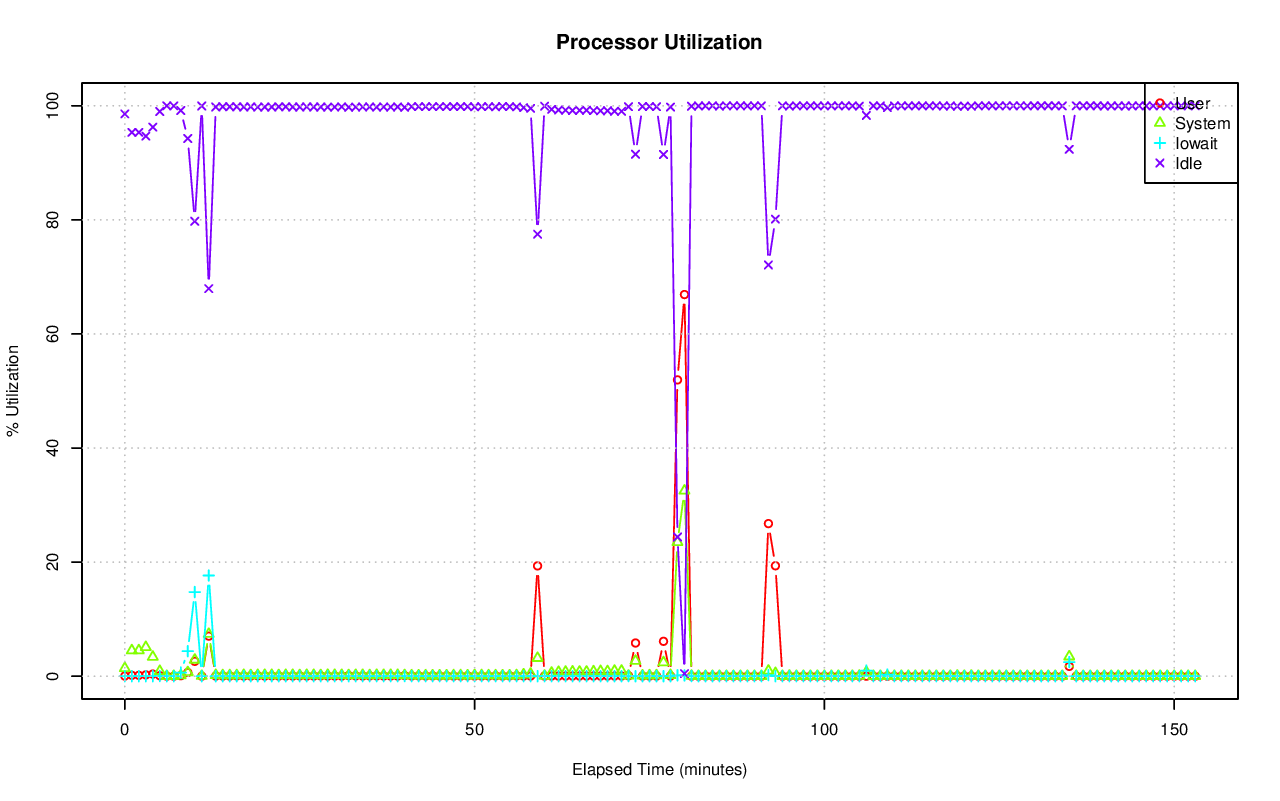 Processor Utilization
% Utilization
100
80
60
40
20
0
User
System
Iowait
Idle
0 50 100 150
Elapsed Time (minutes)